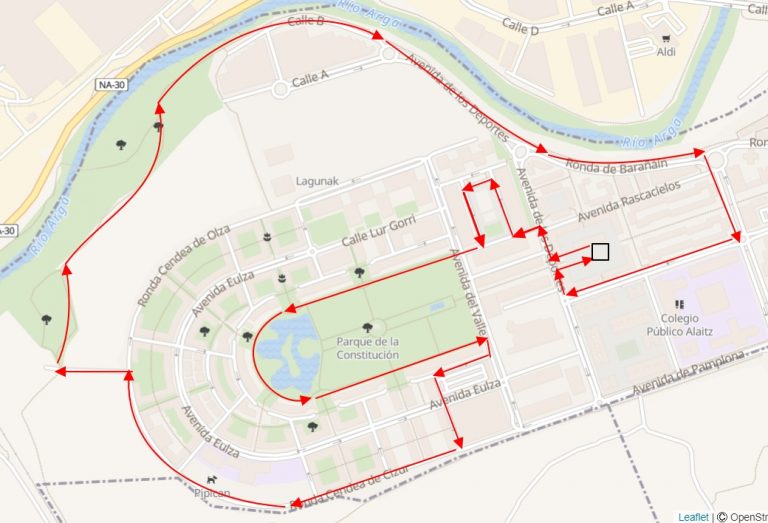 Calle B
Río Arga
Calle D
Aldi
NA-30
Calle A
Avenida de los Deportes
Río Arga
Ronda de Barañáin
Ron
Lagunak
Avenida Rascacielos
Avenida de los Deportes
NA-30
Río Arga
Ronda Cendea de Olza
Calle Lur Gorri
Avenida Eulza
Avenida del Valle
Parque de la
Constitución
Colegio
Público Alaitz
Avenida de Pamplona
Avenida Eulza
Avenida Eulza
Pipican
Ronda Cendea de Cizur
Leaflet | © OpenStr